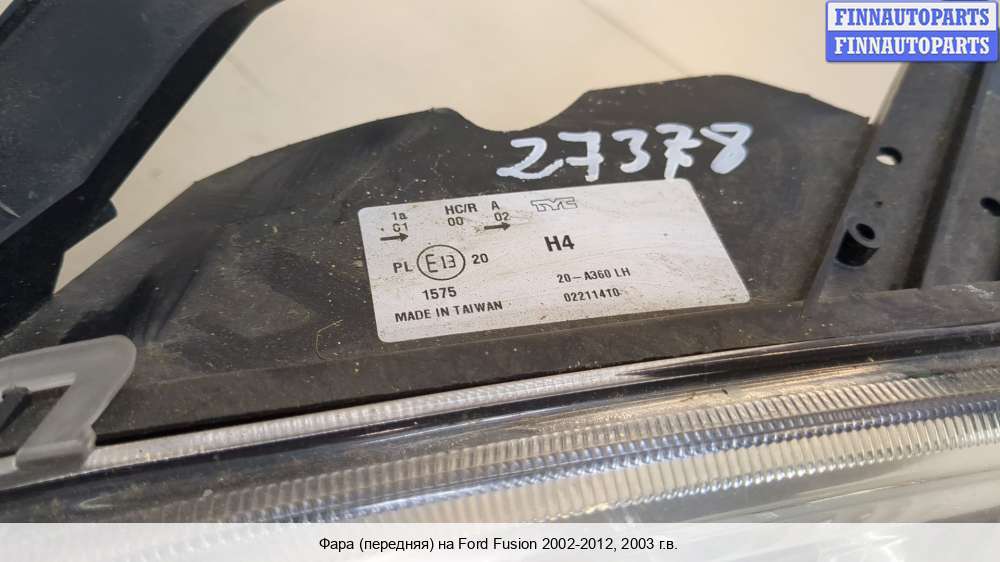 FINNAUTOPARTS
FINNAUTOPARTS
27378
1a HC/R A TYC
01 00 02
H4
PL E13 20
20-A360 LH
1575
02211410
MADE IN TAIWAN
Фара (передняя) на Ford Fusion 2002-2012, 2003 г.в.